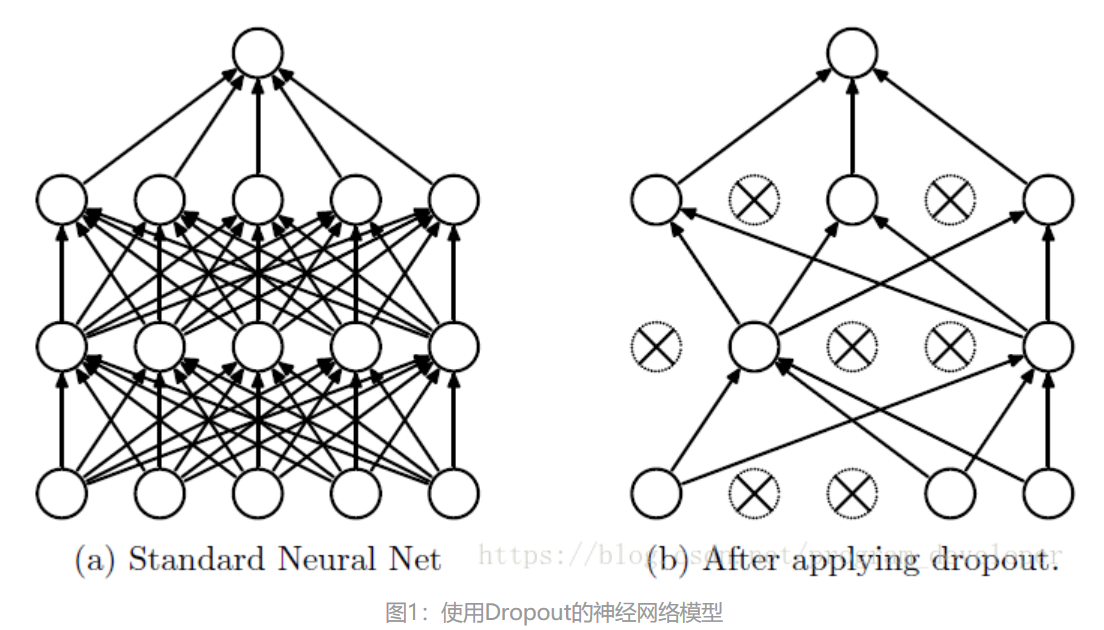 (a) Standard Neural Net
(b) After applying dropout.
https://blog.csdn.net/program_developer
图1：使用Dropout的神经网络模型